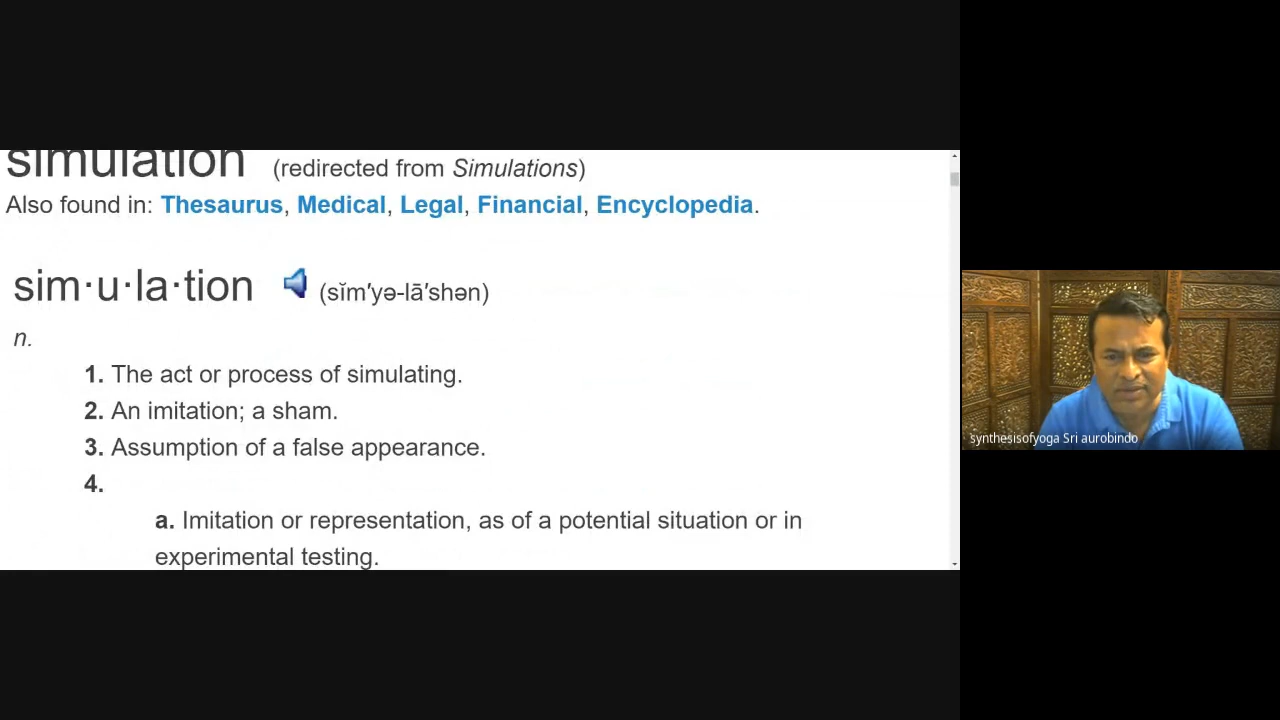 simulation (redirected from Simulations)
Also found in: Thesaurus, Medical, Legal, Financial, Encyclopedia.
sim·u·la·tion (sĭm′yə-lā′shən)
n.
1. The act or process of simulating.
2. An imitation; a sham.
3. Assumption of a false appearance.
4.
a. Imitation or representation, as of a potential situation or in
experimental testing.
synthesisofyoga Sri aurobindo